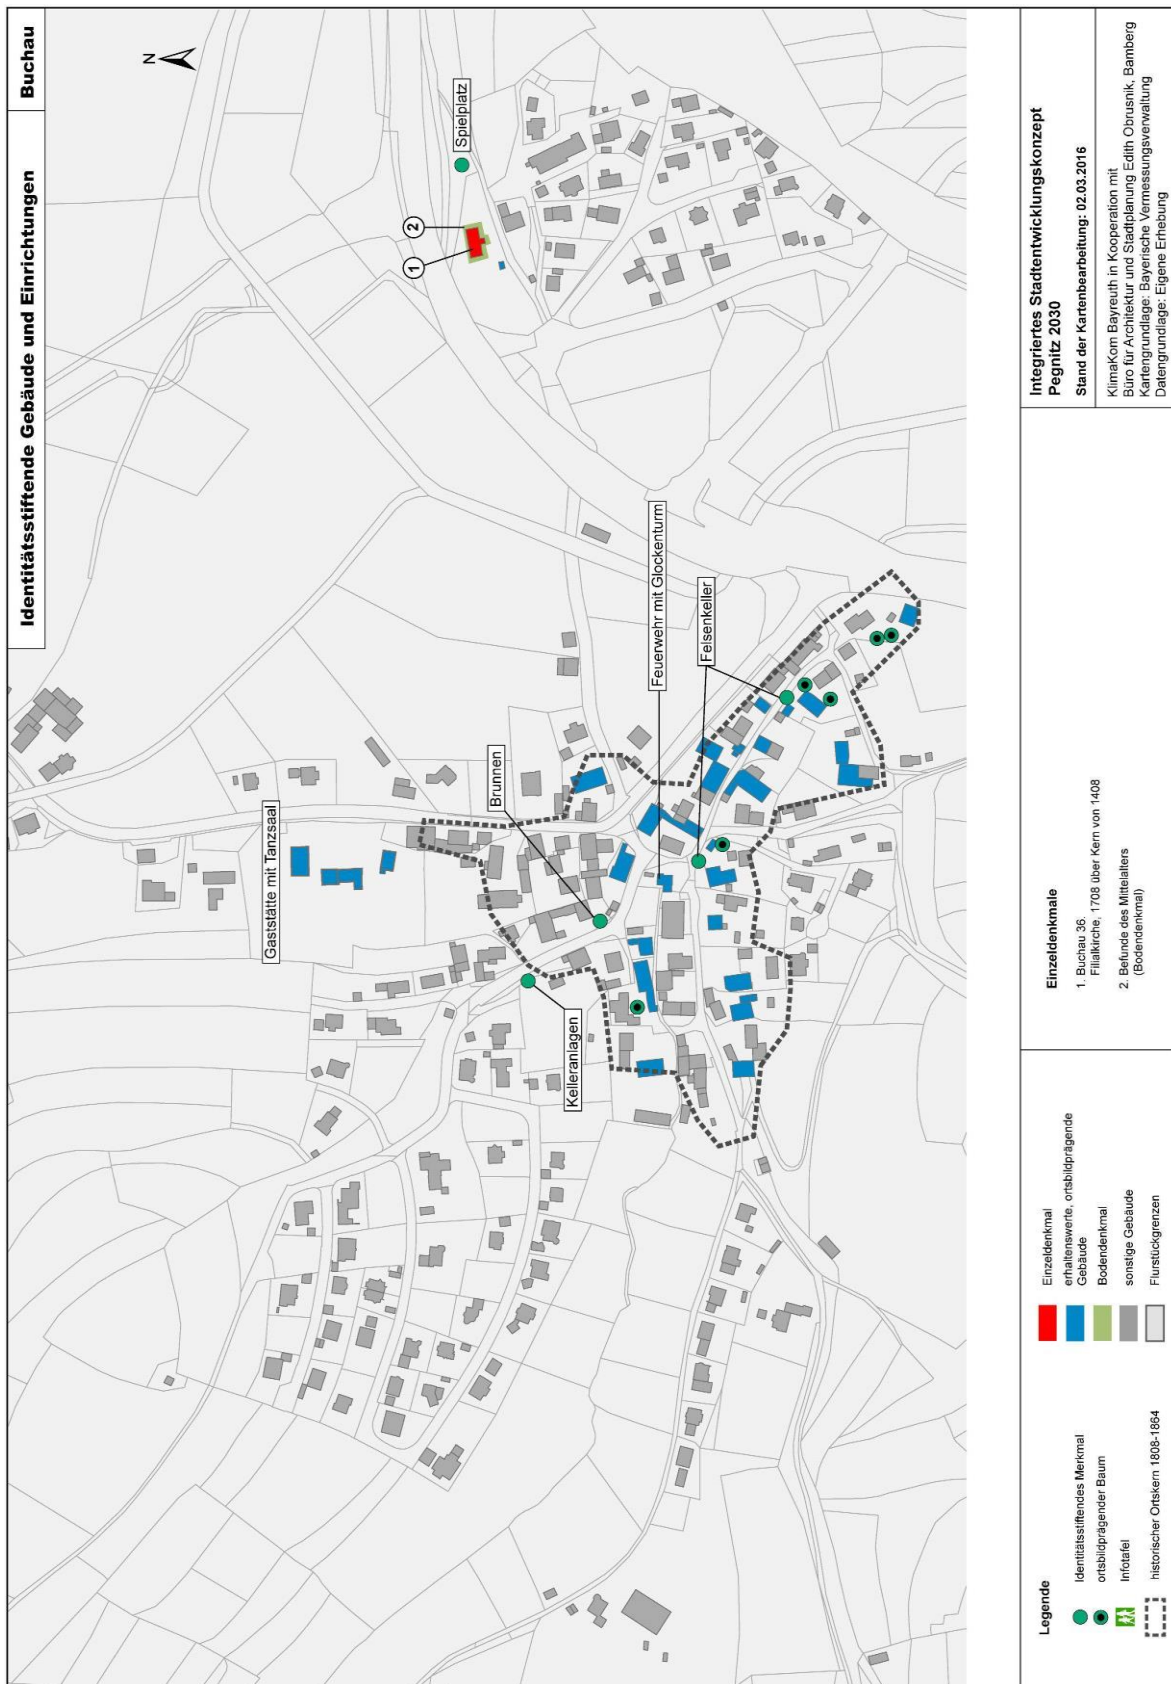 Identitätsstiftende Gebäude und Einrichtungen
Buchau
N
Spielplatz
1
2
Gaststätte mit Tanzsaal
Brunnen
Kelleranlagen
Feuerwehr mit Glockenturm
Felsenkeller
Legende
Identitätsstiftendes Merkmal
ortsbildprägender Baum
Infotafel
historischer Ortskern 1808-1864
Einzeldenkmal
erhaltenswerte, ortsbildprägende
Gebäude
Bodendenkmal
sonstige Gebäude
Flurstückgrenzen
Einzeldenkmale
1. Buchau 36.
Filialkirche, 1708 über Kern von 1408
2. Befunde des Mittelalters
(Bodendenkmal)
Integriertes Stadtentwicklungskonzept
Pegnitz 2030
Stand der Kartenbearbeitung: 02.03.2016
KlimaKom Bayreuth in Kooperation mit
Büro für Architektur und Stadtplanung Edith Obrusnik, Bamberg
Kartengrundlage: Bayerische Vermessungsverwaltung
Datengrundlage: Eigene Erhebung